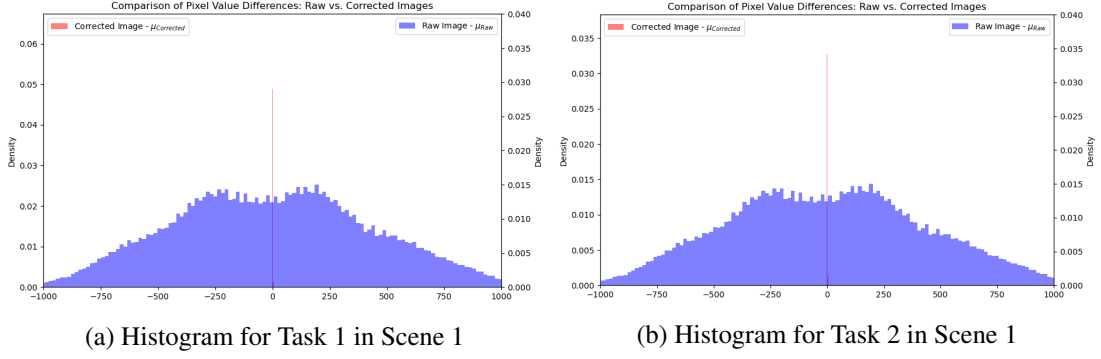 Comparison of Pixel Value Differences: Raw vs. Corrected Images
Corrected Image - μCorrected
Raw Image - μRaw
0.06
0.05
0.04
0.03
0.02
0.01
0.00
Density
0.040
0.035
0.030
0.025
0.020
0.015
0.010
0.005
0.000
Density
−1000 −750 −500 −250 0 250 500 750 1000
(a) Histogram for Task 1 in Scene 1
Comparison of Pixel Value Differences: Raw vs. Corrected Images
Corrected Image - μCorrected
Raw Image - μRaw
0.035
0.030
0.025
0.020
0.015
0.010
0.005
0.000
Density
0.040
0.035
0.030
0.025
0.020
0.015
0.010
0.005
0.000
Density
−1000 −750 −500 −250 0 250 500 750 1000
(b) Histogram for Task 2 in Scene 1